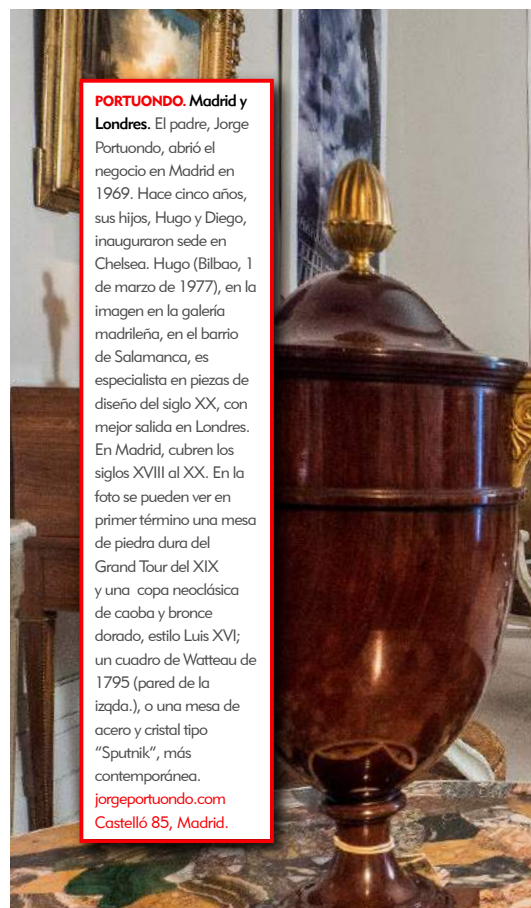 PORTUONDO. Madrid y
Londres. El padre, Jorge
Portuondo, abrió el
negocio en Madrid en
1969. Hace cinco años,
sus hijos, Hugo y Diego,
inauguraron sede en
Chelsea. Hugo (Bilbao, 1
de marzo de 1977), en la
imagen en la galería
madrileña, en el barrio
de Salamanca, es
especialista en piezas de
diseño del siglo XX, con
mejor salida en Londres.
En Madrid, cubren los
siglos XVIII al XX. En la
foto se pueden ver en
primer término una mesa
de piedra dura del
Grand Tour del XIX
y una copa neoclásica
de caoba y bronce
dorado, estilo Luis XVI;
un cuadro de Watteau de
1795 (pared de la
izqda.), o una mesa de
acero y cristal tipo
“Sputnik”, más
contemporánea.
jorgeportuondo.com
Castelló 85, Madrid.